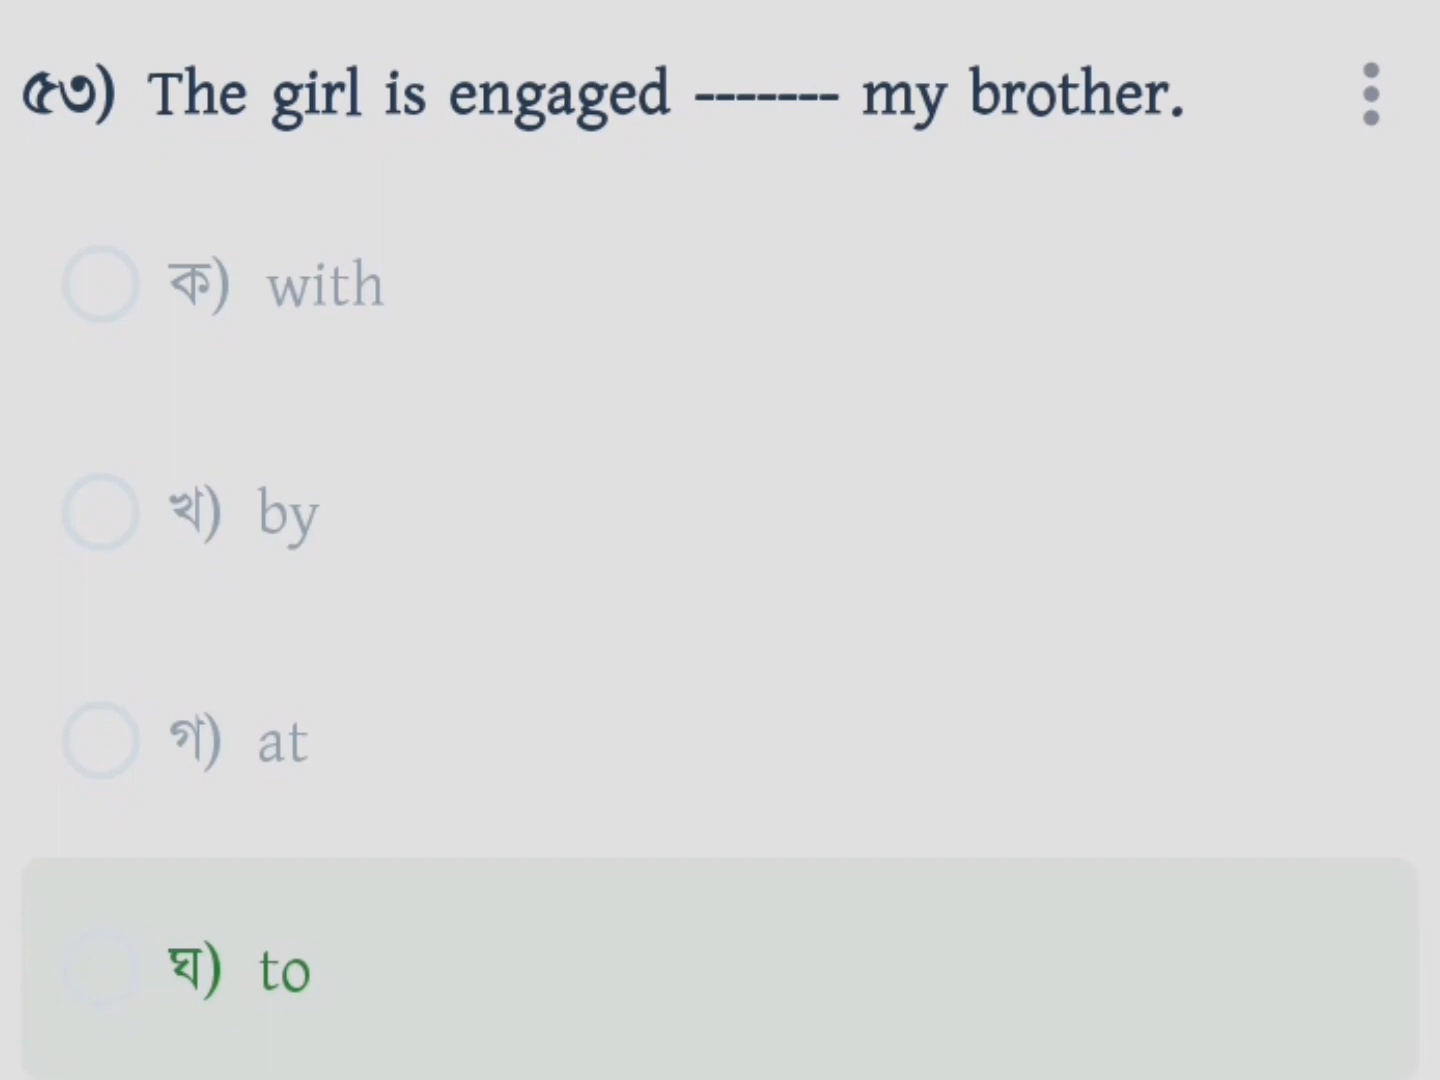 ৫৩) The girl is engaged ------- my brother.
ক) with
খ) by
গ) at
ঘ) to